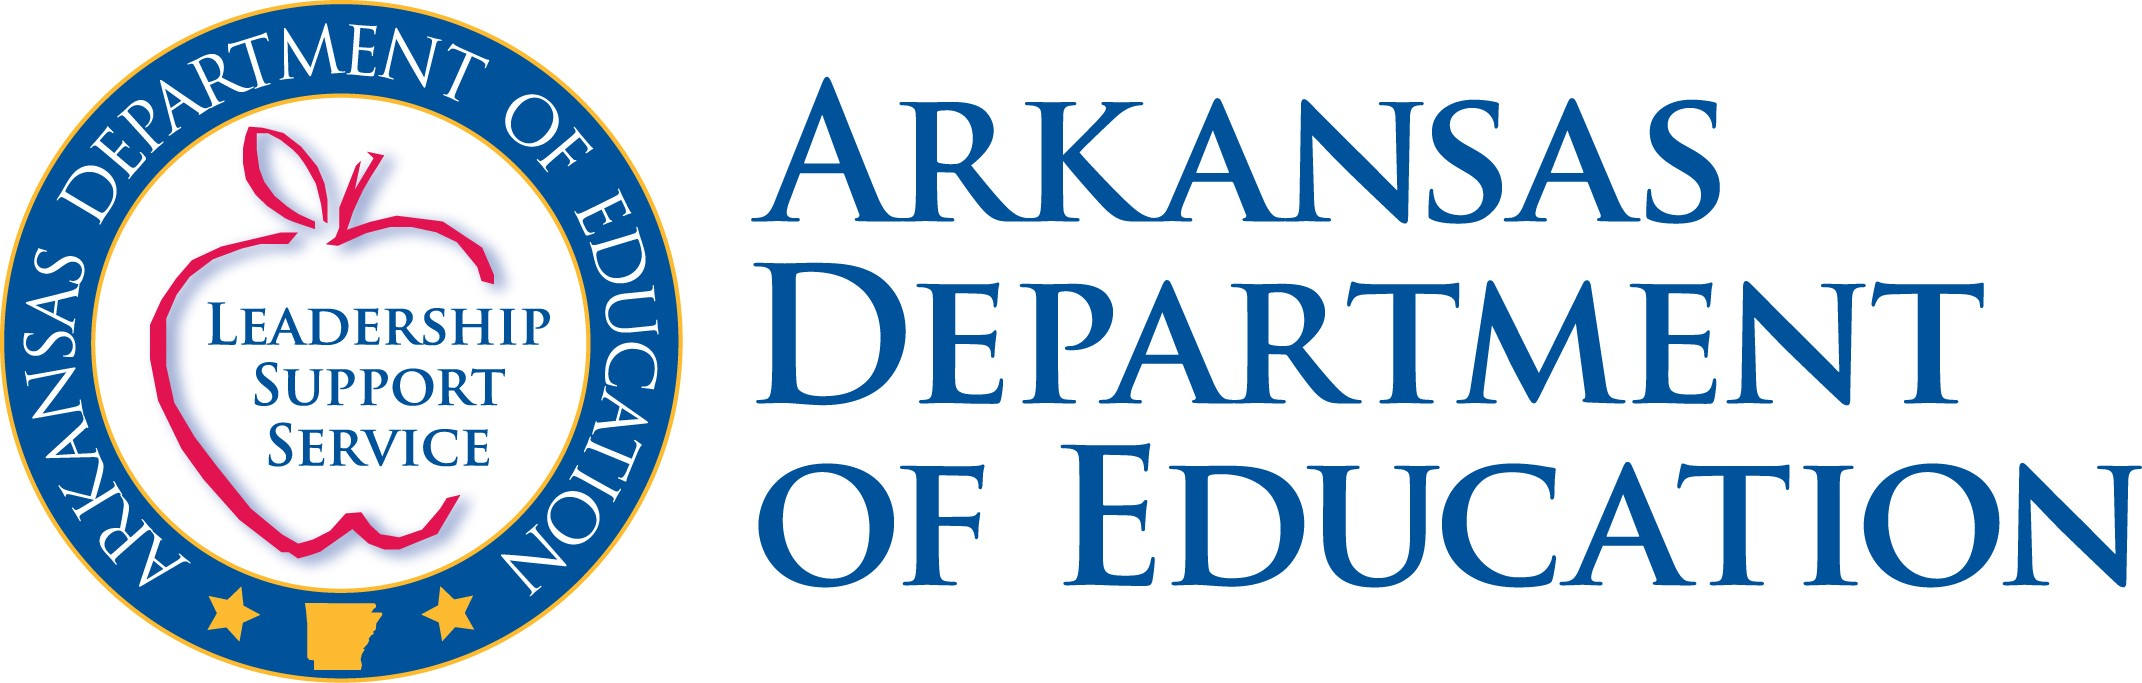 ARKANSAS DEPARTMENT OF EDUCATION
LEADERSHIP
SUPPORT
SERVICE
ARKANSAS
DEPARTMENT
OF EDUCATION